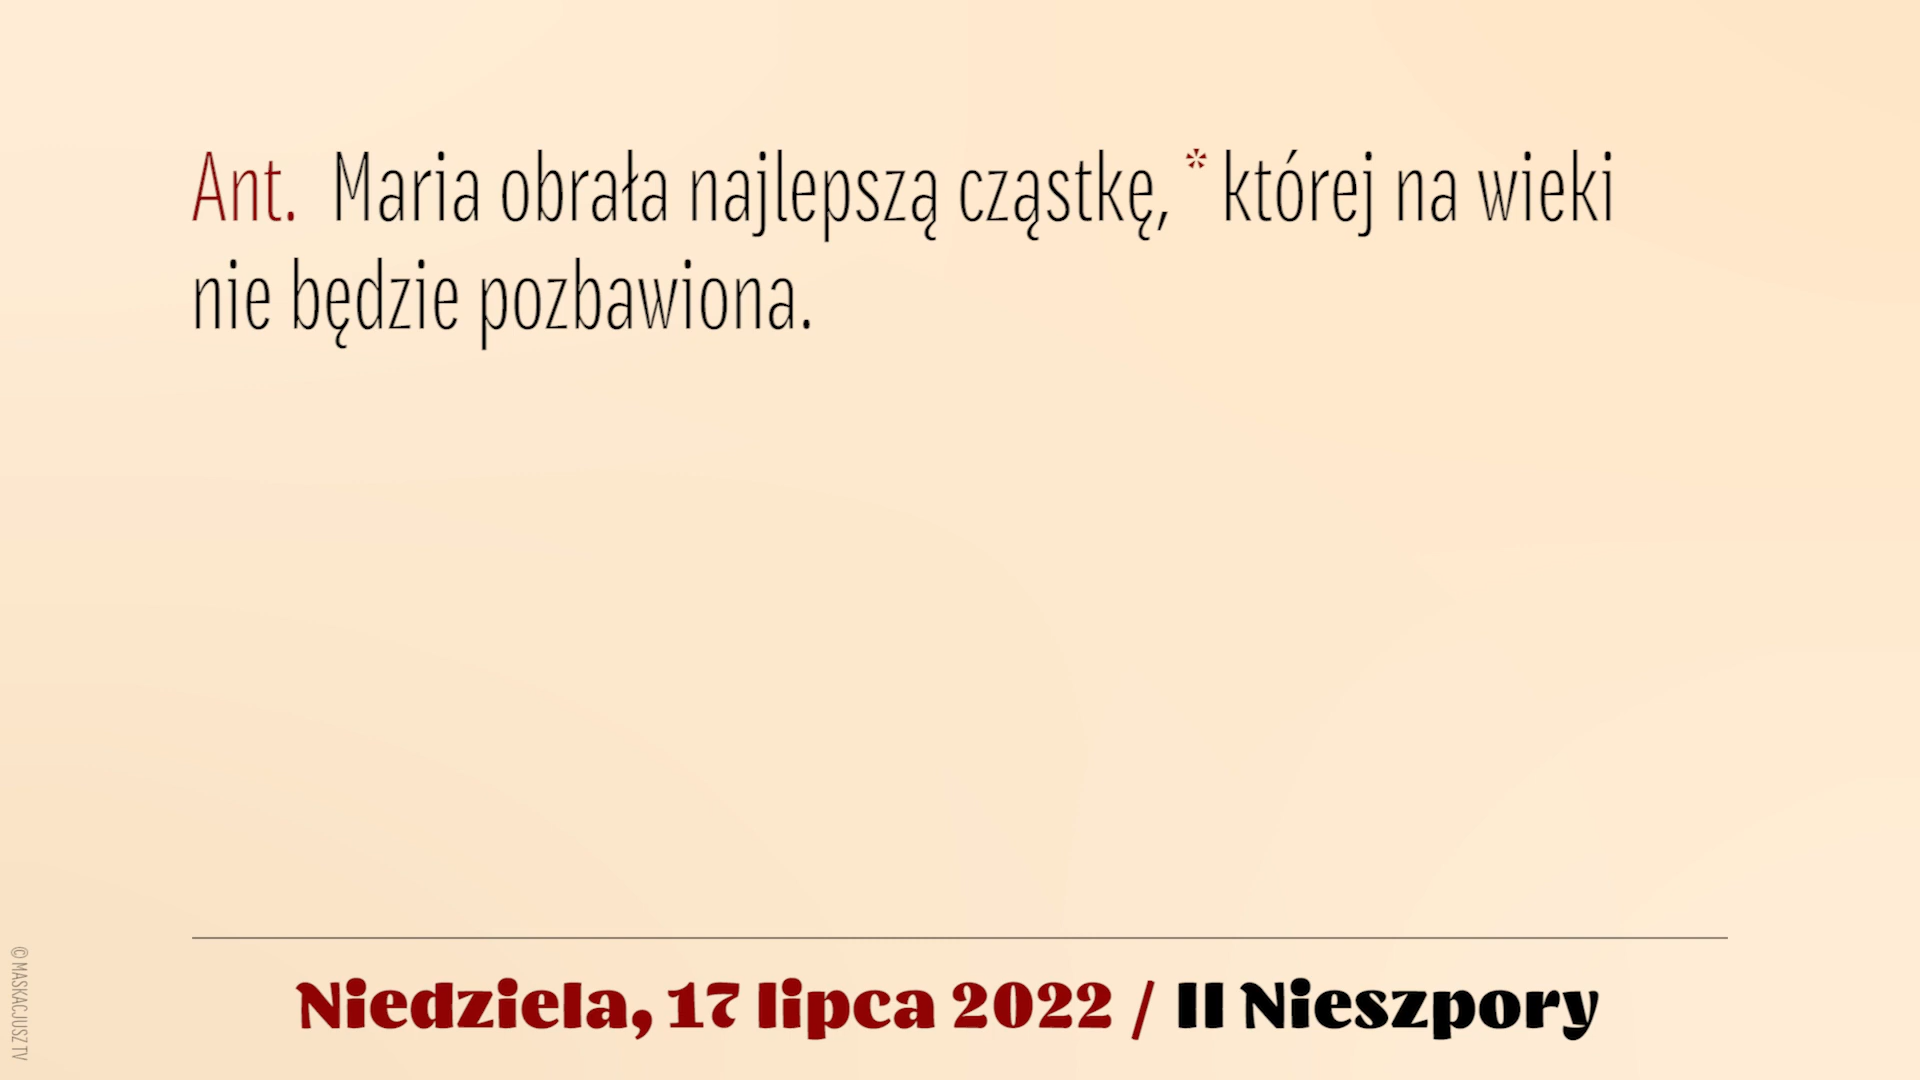 Ant. Maria obrała najlepszą cząstkę, * której na wieki
nie będzie pozbawiona.
Niedziela, 17 lipca 2022 / II Nieszpory
© MASKACJUSZ TV